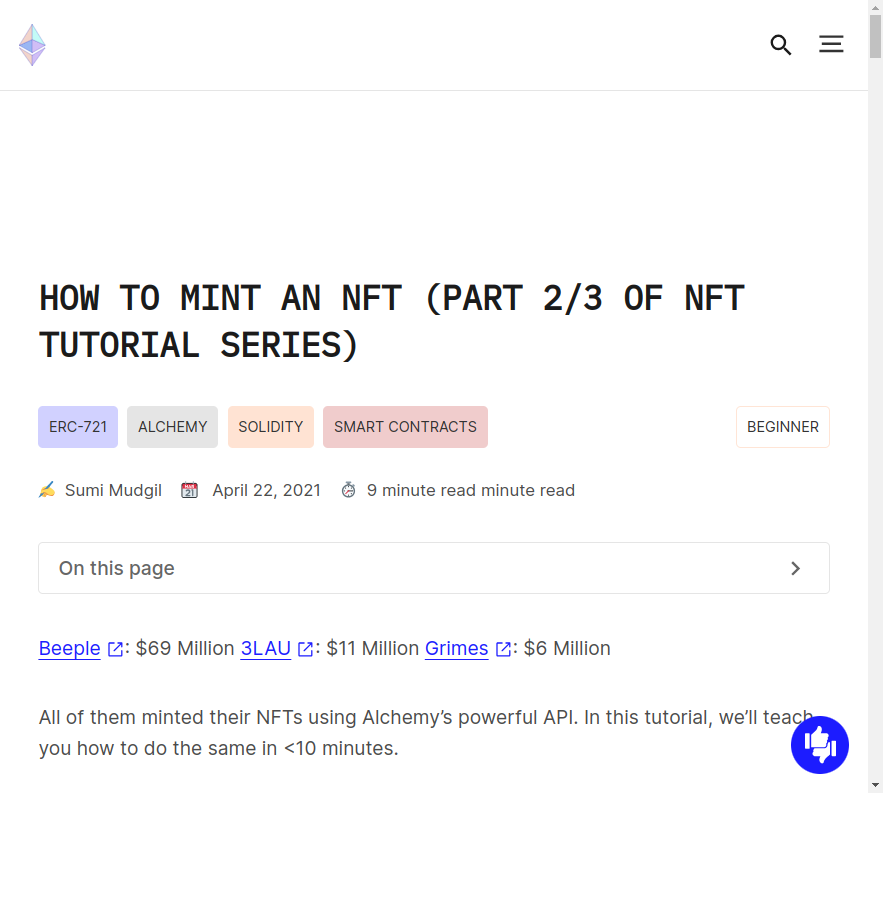 HOW TO MINT AN NFT (PART 2/3 OF NFT
TUTORIAL SERIES)
ERC-721 ALCHEMY SOLIDITY SMART CONTRACTS BEGINNER
Sumi Mudgil April 22, 2021 9 minute read minute read
On this page
Beeple : $69 Million 3LAU : $11 Million Grimes : $6 Million
All of them minted their NFTs using Alchemy’s powerful API. In this tutorial, we’ll teach
you how to do the same in <10 minutes.